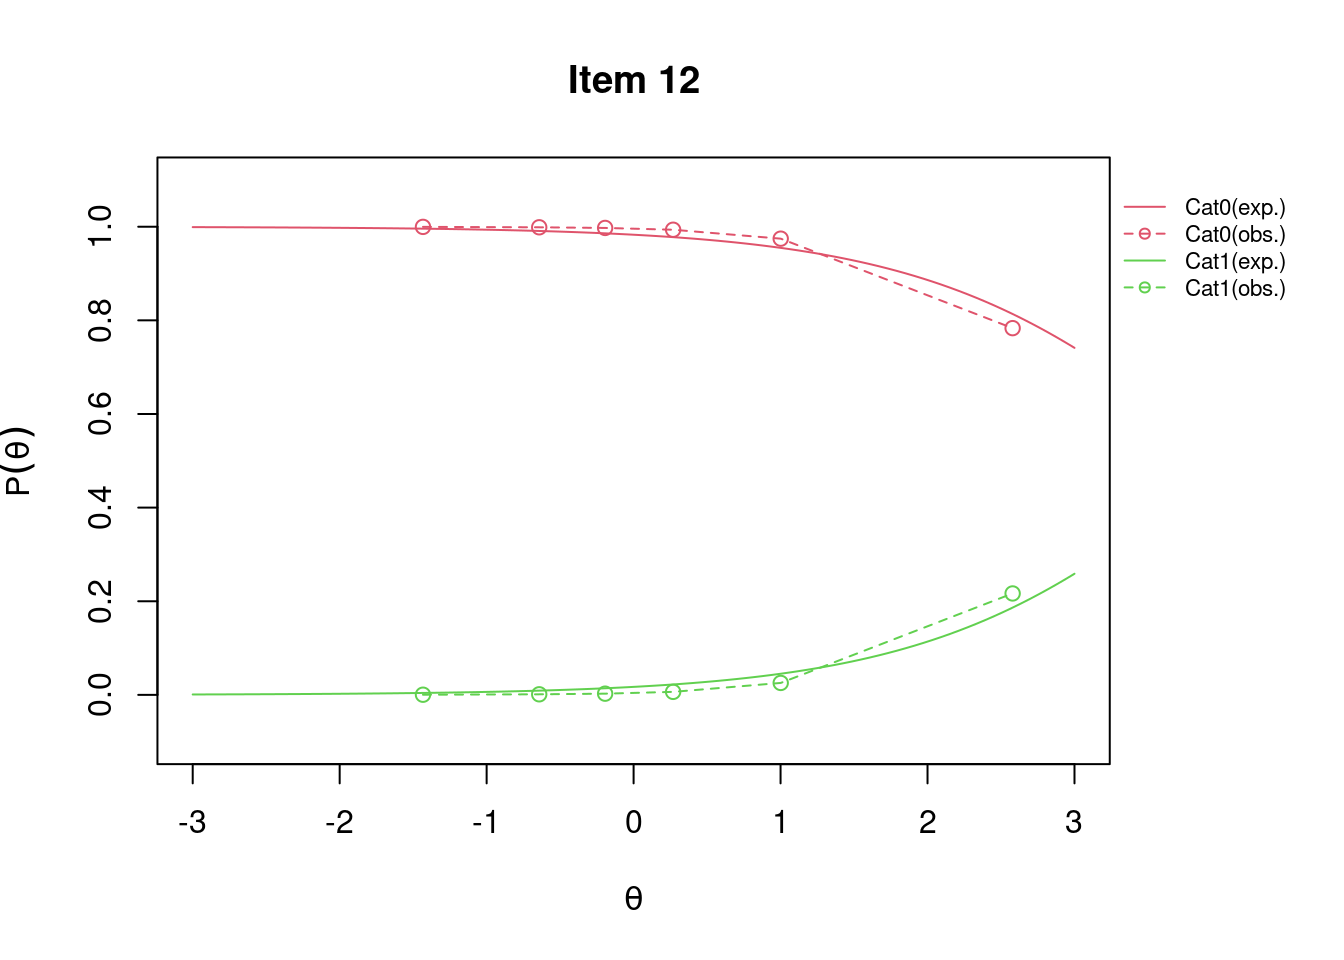 Item 12
P(θ)
1.0
0.8
0.6
0.4
0.2
0.0
-3 -2 -1 0 1 2 3
θ
Cat0(exp.)
Cat0(obs.)
Cat1(exp.)
Cat1(obs.)